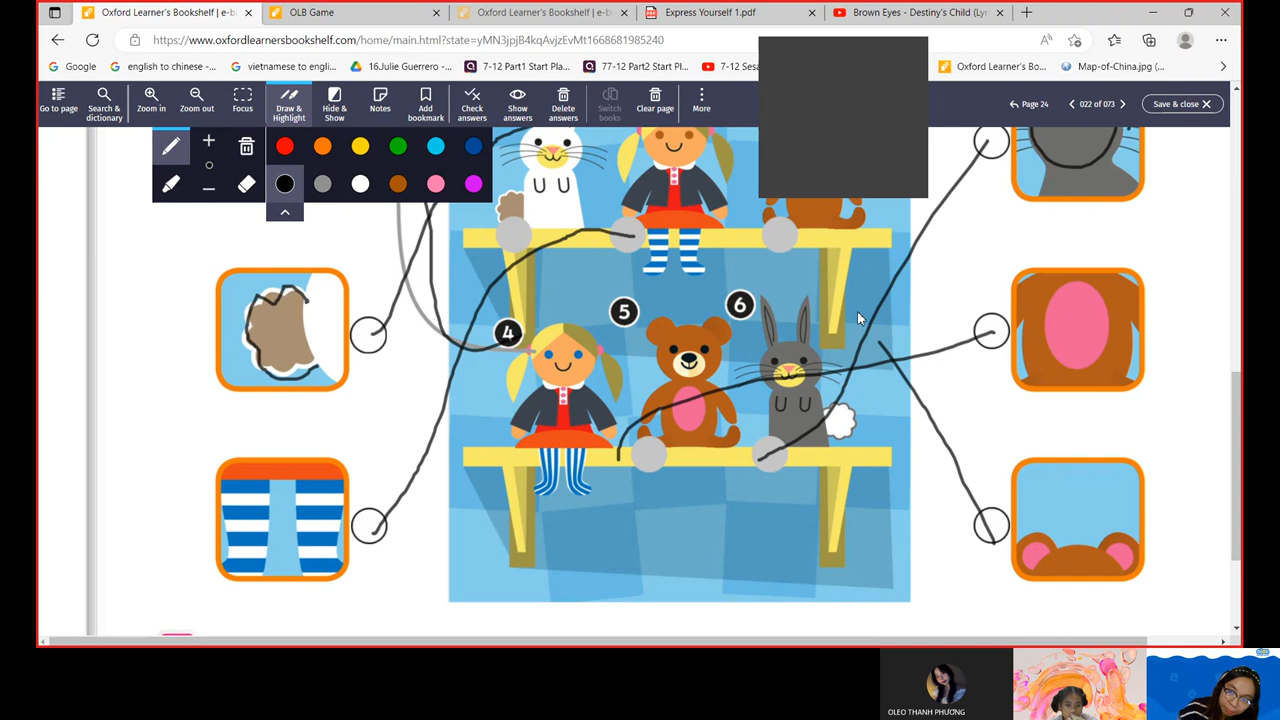 Oxford Learner's Bookshelf | e-b
OLB Game
Oxford Learner's Bookshelf | e-b
Express Yourself 1.pdf
Brown Eyes - Destiny's Child (Lyr
https://www.oxfordlearnersbookshelf.com/home/main.html?state=yMN3jpjB4kqAvjzEvMt1668681985240
Google
english to chinese -...
vietnamese to engli...
16.Julie Guerrero -...
7-12 Part1 Start Pla...
77-12 Part2 Start Pl...
7-12 Ses
Oxford Learner's Bo...
Map-of-China.jpg (...
Go to page
Search & dictionary
Zoom in
Zoom out
Focus
Draw & Highlight
Hide & Show
Notes
Add bookmark
Check answers
Show Answers
Delete answers
Switch books
Clear page
More
Page 24
022 of 073
Save & close
4
5
6
OLEO THANH PHƯƠNG